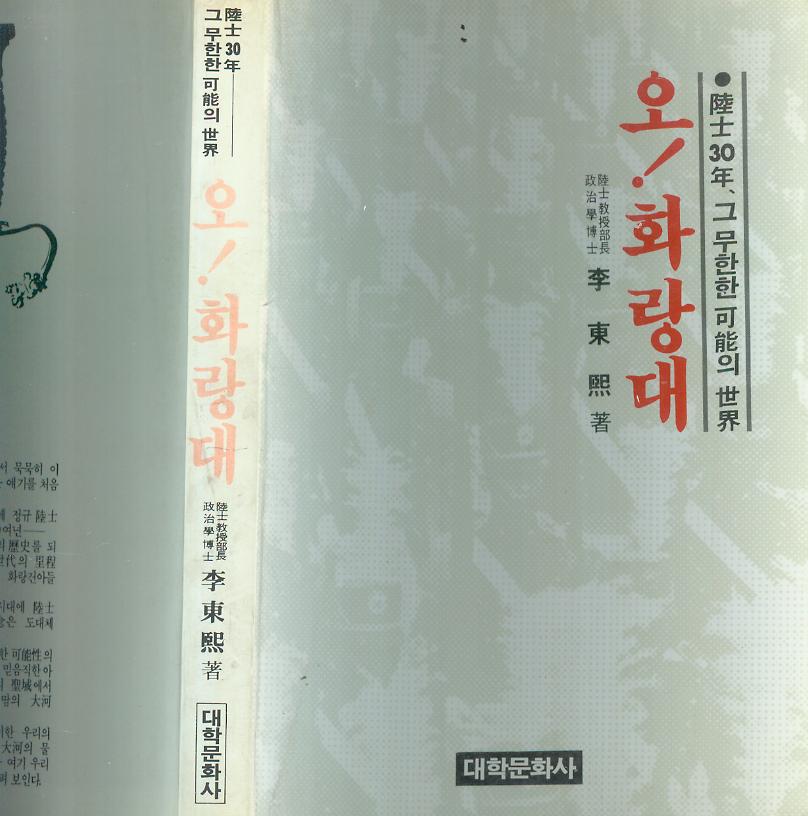 ● 陸士 30年、그 무한한 可能의 世界
오! 화랑대
陸士教授部長
政治學博士
李東熙 著
대학문화사
陸士 30年
그 무한한 可能의 世界
오! 화랑대
陸士教授部長
政治學博士
李東熙 著
대학문화사
서 묵묵히 이
얘기를 처음
정규 陸士
여년——
歷史를 되
世代의 里程
화랑건아들
시대에 陸士
은 도대체
한 可能性의
믿음직한 아
聖域에서
땀의 大河
한 우리의
大河의 물
여기 우리
며 보인다.